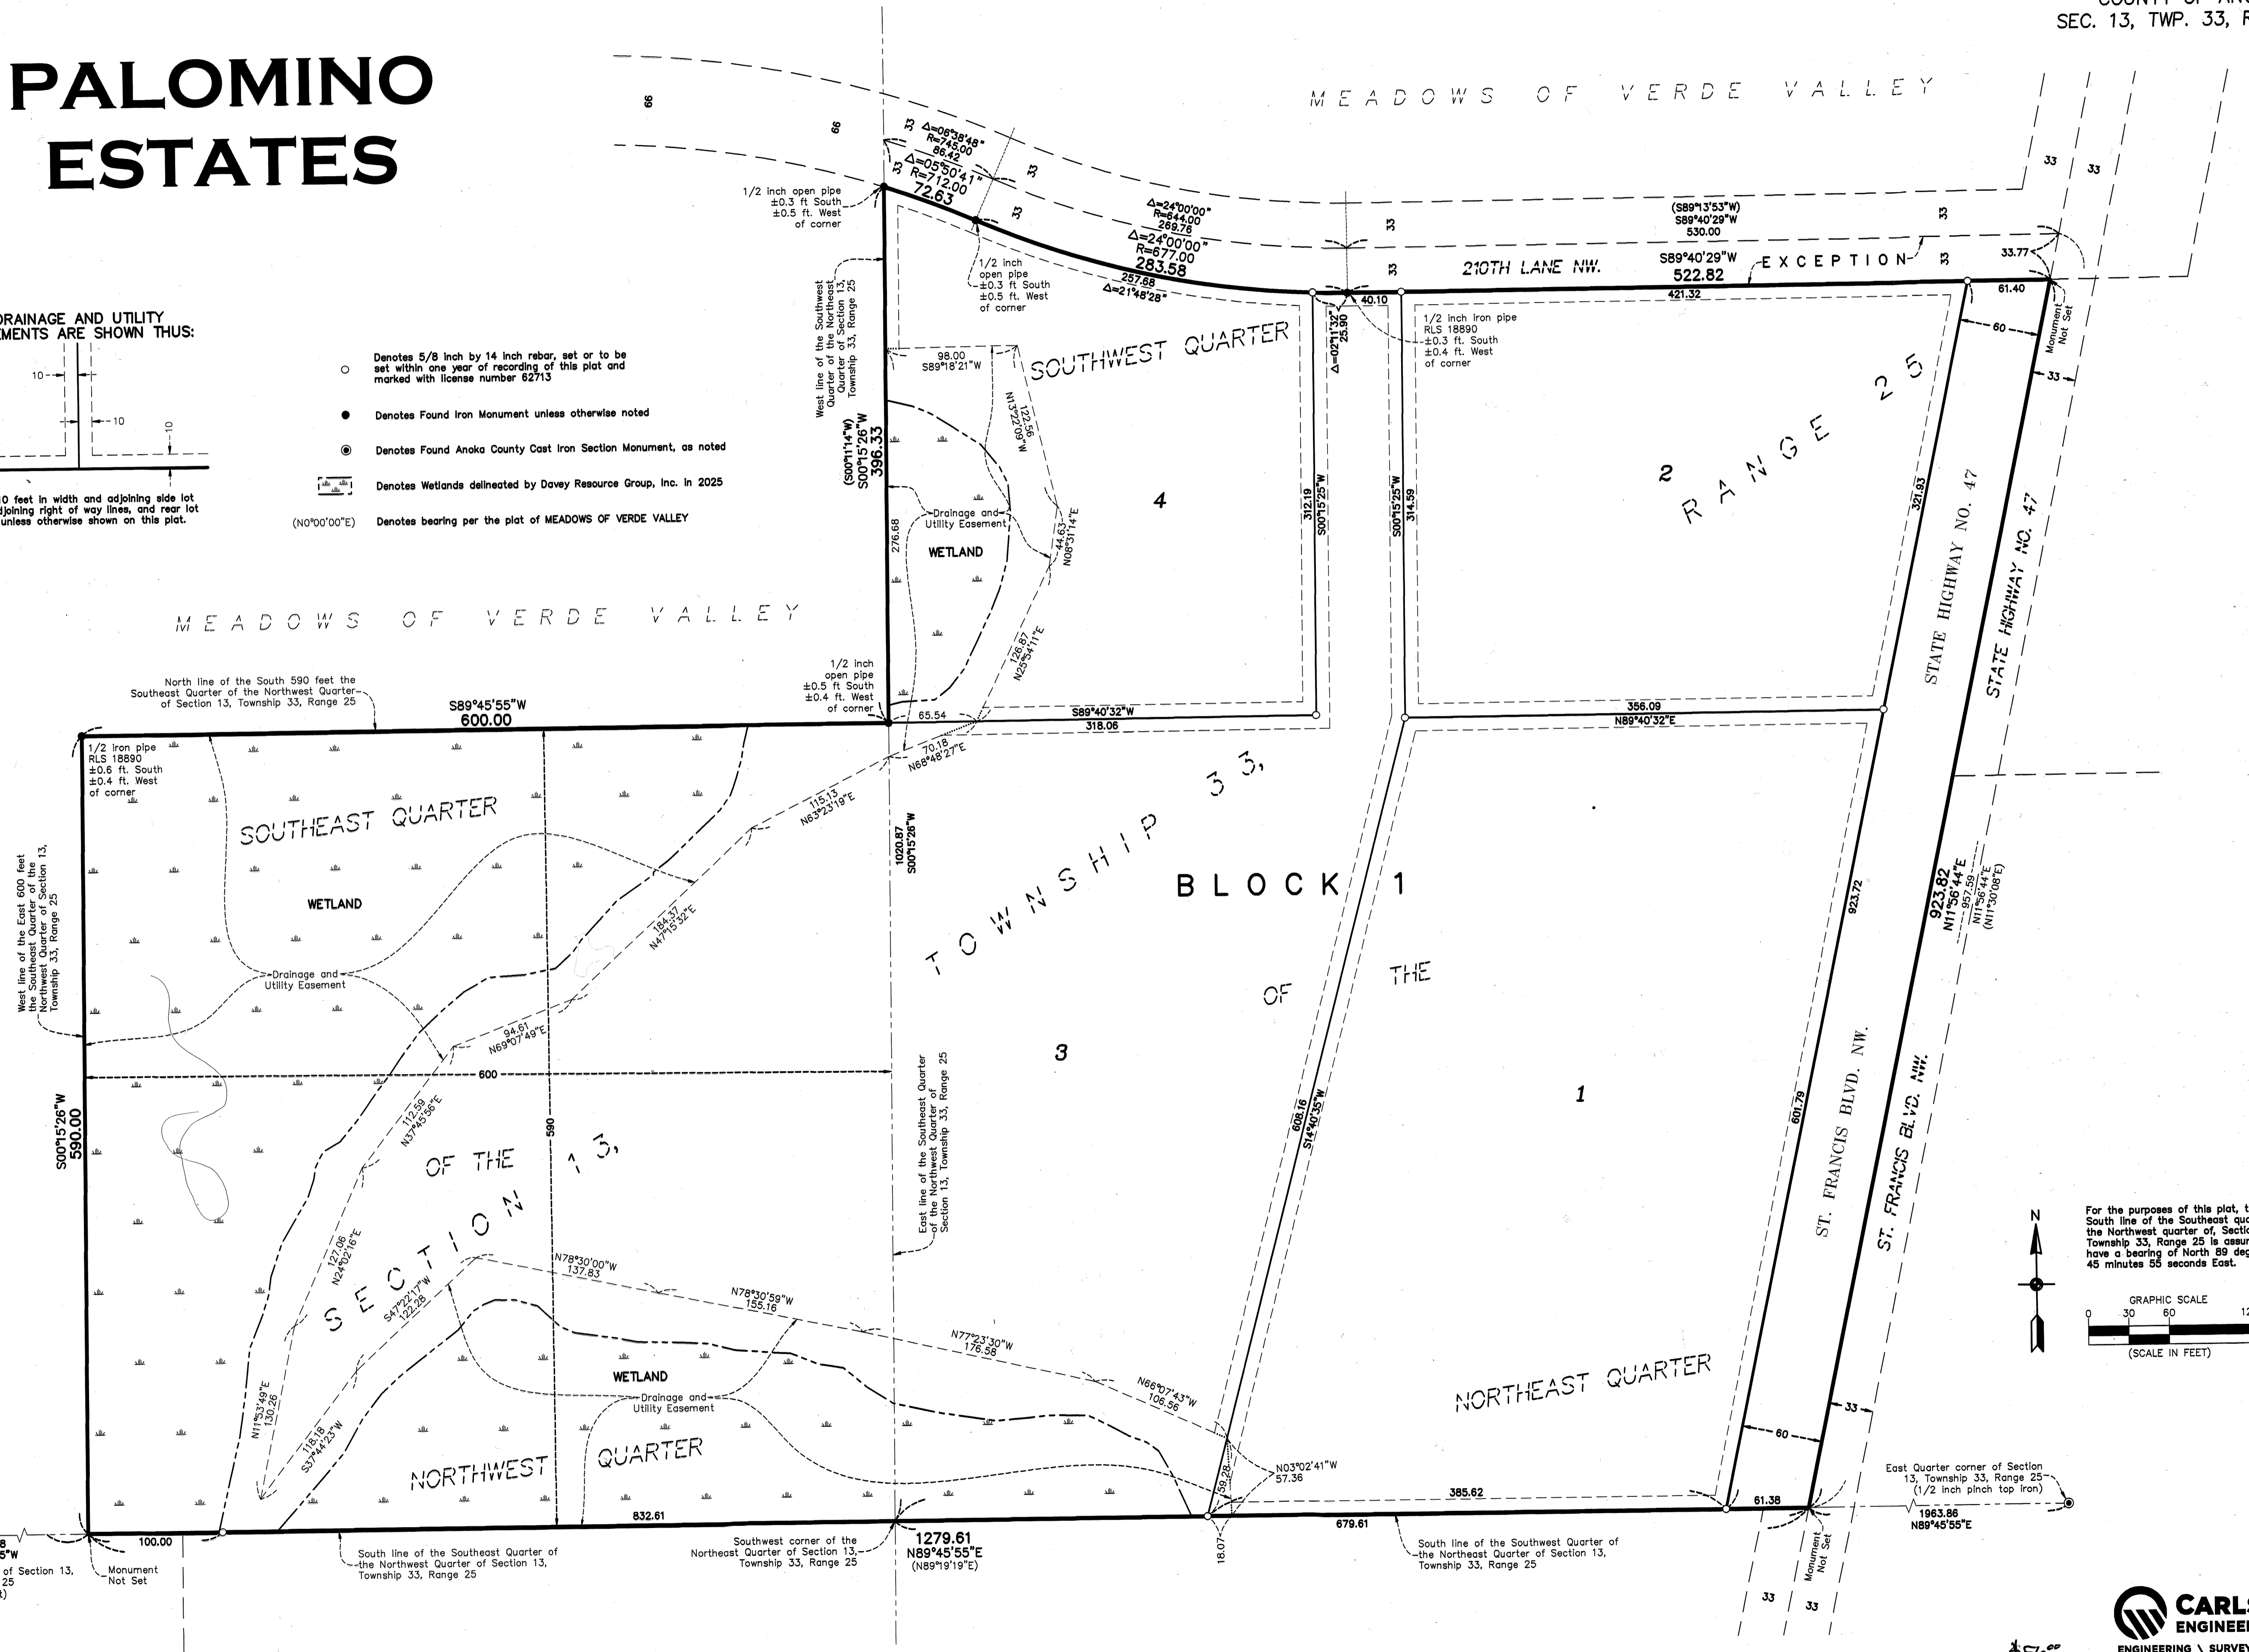 COUNTY OF
SEC. 13, TWP. 33,
PALOMINO
ESTATES
MEADOWS OF VERDE VALLEY
66
66
33
Δ=06°38'48"
R=745.00
86.42
Δ=05°50'41"
R=712.00
72.63
33
33
33
33
1/2 inch open pipe
±0.3 ft South
±0.5 ft. West
of corner
Δ=24°00'00"
R=644.00
269.76
Δ=24°00'00"
R=677.00
283.58
257.68
Δ=21°48'28"
1/2 inch
open pipe
±0.3 ft South
±0.5 ft. West
of corner
33
33
(S89°13'53"W)
S89°40'29"W
530.00
33
33
33
33
33.77
210TH LANE NW.
S89°40'29"W
522.82
EXCEPTION
40.10
421.32
61.40
Δ=02°11'32"
25.90
1/2 inch iron pipe
RLS 18890
±0.3 ft. South
±0.4 ft. West
of corner
60
Monument
Not Set
33
DRAINAGE AND UTILITY
EMENTS ARE SHOWN THUS:
10
10
10
0 feet in width and adjoining side lot
djoining right of way lines, and rear lot
unless otherwise shown on this plat.
Denotes 5/8 inch by 14 inch rebar, set or to be
set within one year of recording of this plat and
marked with license number 62713
Denotes Found Iron Monument unless otherwise noted
Denotes Found Anoka County Cast Iron Section Monument, as noted
Denotes Wetlands delineated by Davey Resource Group, Inc. in 2025
(N0°00'00"E) Denotes bearing per the plat of MEADOWS OF VERDE VALLEY
West line of the Southwest
Quarter of the Northeast
Quarter of Section 13,
Township 33, Range 25
(S00°11'14"W)
S00°15'26"W
396.33
276.68
98.00
S89°18'21"W
SOUTHWEST QUARTER
122.56
N13°22'09"W
44.63
N08°31'14"E
126.87
N25°54'11"E
Drainage and
Utility Easement
WETLAND
4
312.19
S00°15'25"W
S00°15'25"W
314.59
2
RANGE 25
321.93
STATE HIGHWAY NO. 47
STATE HIGHWAY NO. 47
MEADOWS OF VERDE VALLEY
North line of the South 590 feet the
Southeast Quarter of the Northwest Quarter
of Section 13, Township 33, Range 25
1/2 inch
open pipe
±0.5 ft South
±0.4 ft. West
of corner
S89°45'55"W
600.00
65.54
S89°40'32"W
318.06
356.09
N89°40'32"E
1/2 iron pipe
RLS 18890
±0.6 ft. South
±0.4 ft. West
of corner
70.18
N68°48'27"E
115.13
N63°23'19"E
SOUTHEAST QUARTER
WETLAND
184.37
N47°15'32"E
1020.87
S00°15'26"W
TOWNSHIP 33,
BLOCK 1
OF THE
West line of the East 600 feet
the Southeast Quarter of the
Northwest Quarter of Section 13,
Township 33, Range 25
Drainage and
Utility Easement
94.61
N69°07'49"E
923.72
923.82
N11°56'44"E
957.59
N11°56'44"E
(N11°30'08"E)
600
590
S00°15'26"W
590.00
112.59
N37°45'56"E
3
1
608.16
S14°40'35"W
601.79
ST. FRANCIS BLVD. NW.
ST. FRANCIS BLVD. NW.
East line of the Southeast Quarter
of the Northwest Quarter of
Section 13, Township 33, Range 25
OF THE
SECTION 13,
127.06
N24°02'16"E
S47°22'17"W
122.28
N78°30'00"W
137.83
N78°30'59"W
155.16
N77°23'30"W
176.58
N66°07'43"W
106.56
N
For the purposes of this plat, t
South line of the Southeast qua
the Northwest quarter of, Sectio
Township 33, Range 25 is assu
have a bearing of North 89 deg
45 minutes 55 seconds East.
GRAPHIC SCALE
0 30 60 12
(SCALE IN FEET)
N11°53'49"E
130.26
118.18
S37°44'23"W
WETLAND
Drainage and
Utility Easement
NORTHWEST QUARTER
NORTHEAST QUARTER
33
60
N03°02'41"W
57.36
59.28
18.07
385.62
61.38
East Quarter corner of Section
13, Township 33, Range 25
(1/2 inch pinch top iron)
1963.86
N89°45'55"E
8
5"W
of Section 13,
25
t)
100.00
Monument
Not Set
832.61
South line of the Southeast Quarter of
the Northwest Quarter of Section 13,
Township 33, Range 25
Southwest corner of the
Northeast Quarter of Section 13,
Township 33, Range 25
1279.61
N89°45'55"E
(N89°19'19"E)
679.61
South line of the Southwest Quarter of
the Northeast Quarter of Section 13,
Township 33, Range 25
Monument
Not Set
33
33
CARLS
ENGINEE
ENGINEERING \ SURVEY